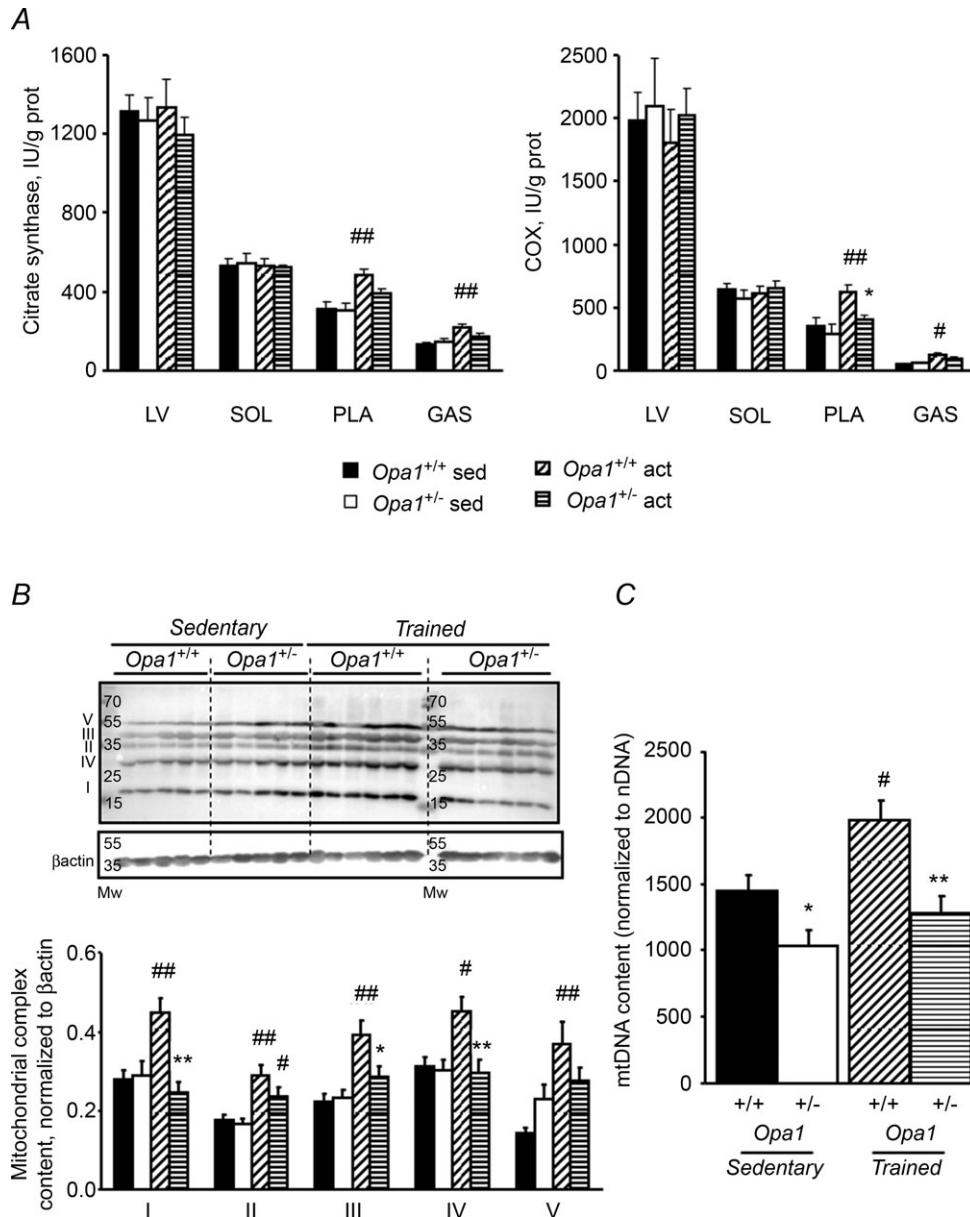 A
Citrate synthase, IU/g prot
1600
1200
800
400
0
##
##
LV SOL PLA GAS
COX, IU/g prot
2500
2000
1500
1000
500
0
##
*
#
LV SOL PLA GAS
Opa1+/+ sed
Opa1+/- sed
Opa1+/+ act
Opa1+/- act
B
Sedentary Trained
Opa1+/+ Opa1+/- Opa1+/+ Opa1+/-
V
III
II
IV
I
70
55
35
25
15
70
55
35
25
15
βactin
55
35
55
35
Mw Mw
Mitochondrial complex
content, normalized to βactin
0.6
0.4
0.2
0.0
##
**
##
#
##
*
#
**
##
I II III IV V
C
mtDNA content (normalized to nDNA)
2500
2000
1500
1000
500
0
*
#
**
+/+ +/- +/+ +/-
Opa1 Opa1
Sedentary Trained